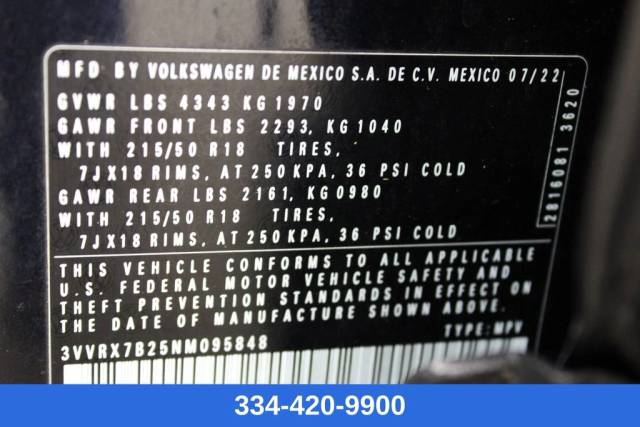 MFD BY VOLKSWAGEN DE MEXICO S.A. DE C.V. MEXICO 07/22
GVWR LBS 4343 KG 1970
GAWR FRONT LBS 2293, KG 1040
WITH 215/50 R18 TIRES,
7JX18 RIMS, AT 250 KPA, 36 PSI COLD
GAWR REAR LBS 2161, KG0980
WITH 215/50 R18 TIRES,
7JX18 RIMS, AT 250 KPA, 36 PSI COLD
2816081 3620
THIS VEHICLE CONFORMS TO ALL APPLICABLE
U.S. FEDERAL MOTOR VEHICLE SAFETY AND
THEFT PREVENTION STANDARDS IN EFFECT ON
THE DATE OF MANUFACTURE SHOWN ABOVE.
3VVRX7B25NM095848 TYPE: MPV
334-420-9900